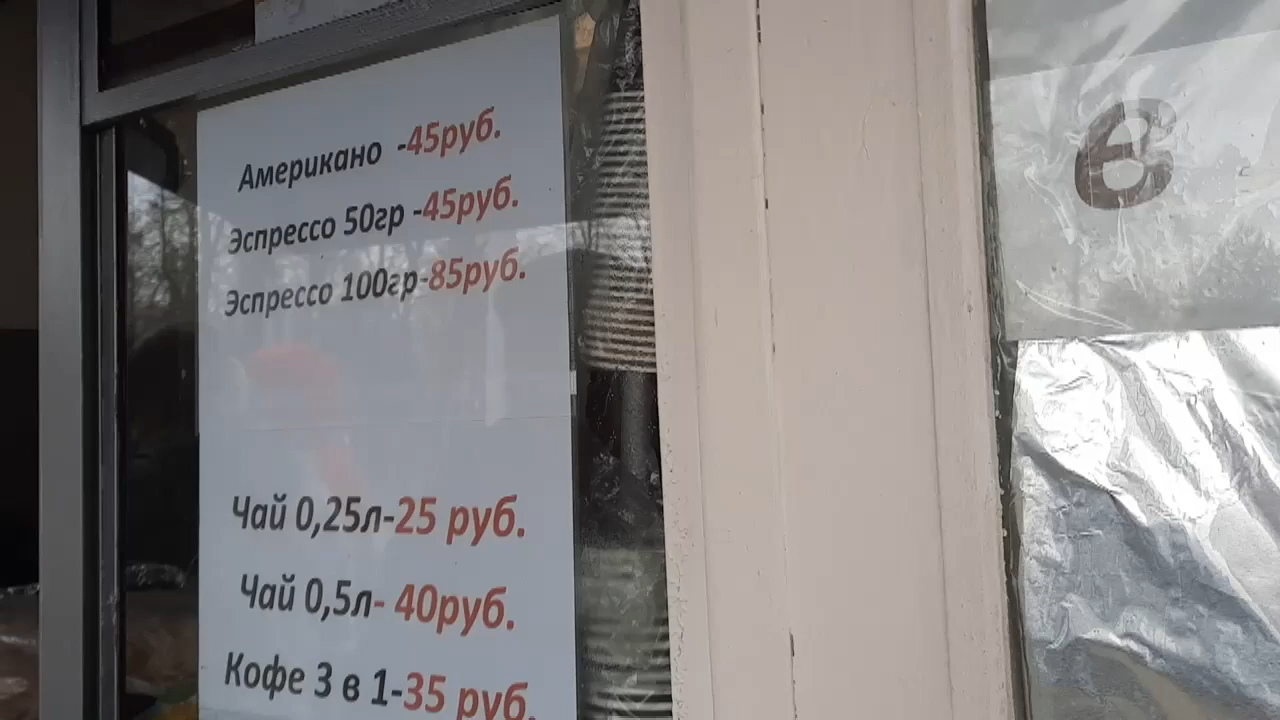 Американо -45руб.
Эспрессо 50гр -45руб.
Эспрессо 100гр-85руб.
Чай 0,25л-25 руб.
Чай 0,5л- 40руб.
Кофе 3 в 1-35 руб.
6